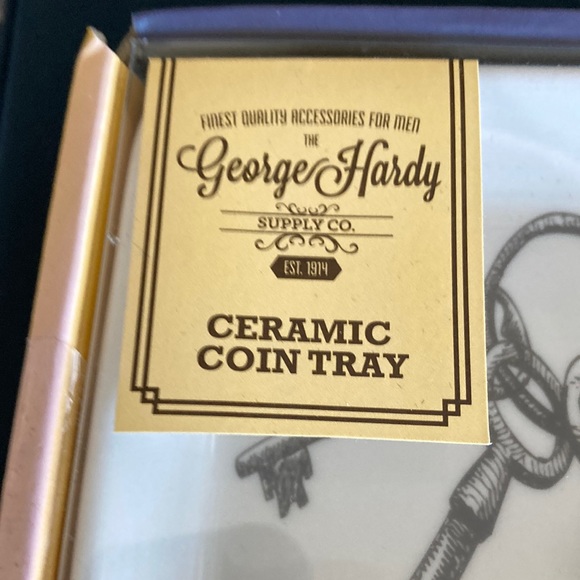 FINEST QUALITY ACCESSORIES FOR MEN
THE
George Hardy
SUPPLY CO.
EST. 1914
CERAMIC
COIN TRAY